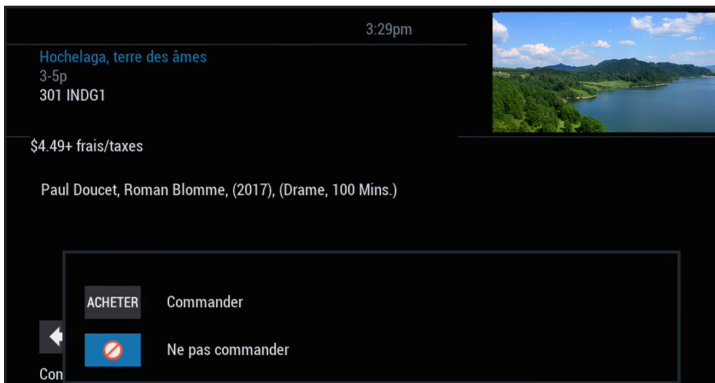 3:29pm
Hochelaga, terre des âmes
3-5p
301 INDG1
$4.49+ frais/taxes
Paul Doucet, Roman Blomme, (2017), (Drame, 100 Mins.)
ACHETER Commander
Ne pas commander
Con